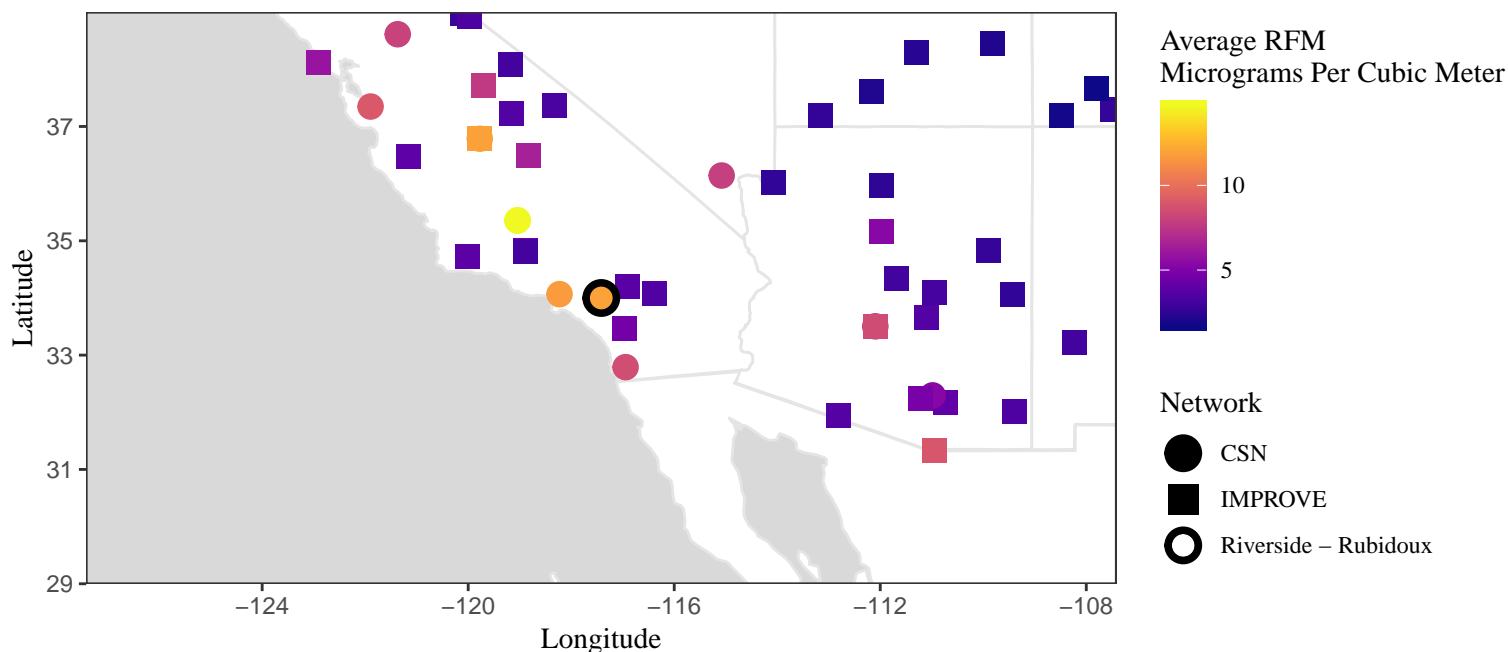 Average RFM
Micrograms Per Cubic Meter
10
5
Network
CSN
IMPROVE
Riverside – Rubidoux
Latitude
37
35
33
31
29
−124
−120
−116
−112
−108
Longitude